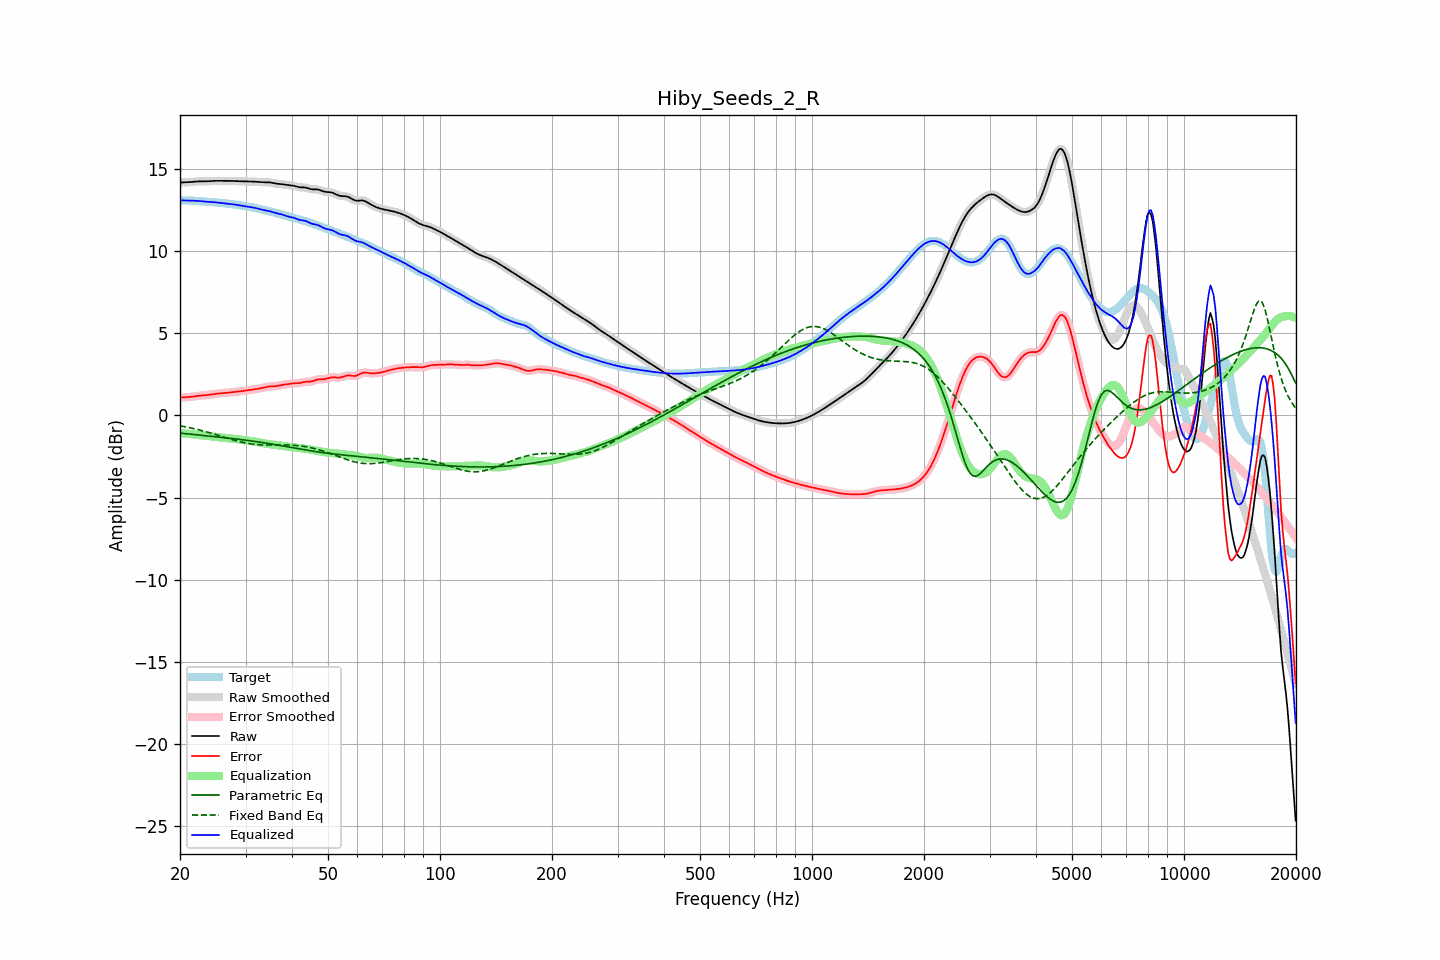 Hiby_Seeds_2_R
Amplitude (dBr)
15
10
5
0
−5
−10
−15
−20
−25
Target
Raw Smoothed
Error Smoothed
Raw
Error
Equalization
Parametric Eq
Fixed Band Eq
Equalized
20 50 100 200 500 1000 2000 5000 10000 20000
Frequency (Hz)